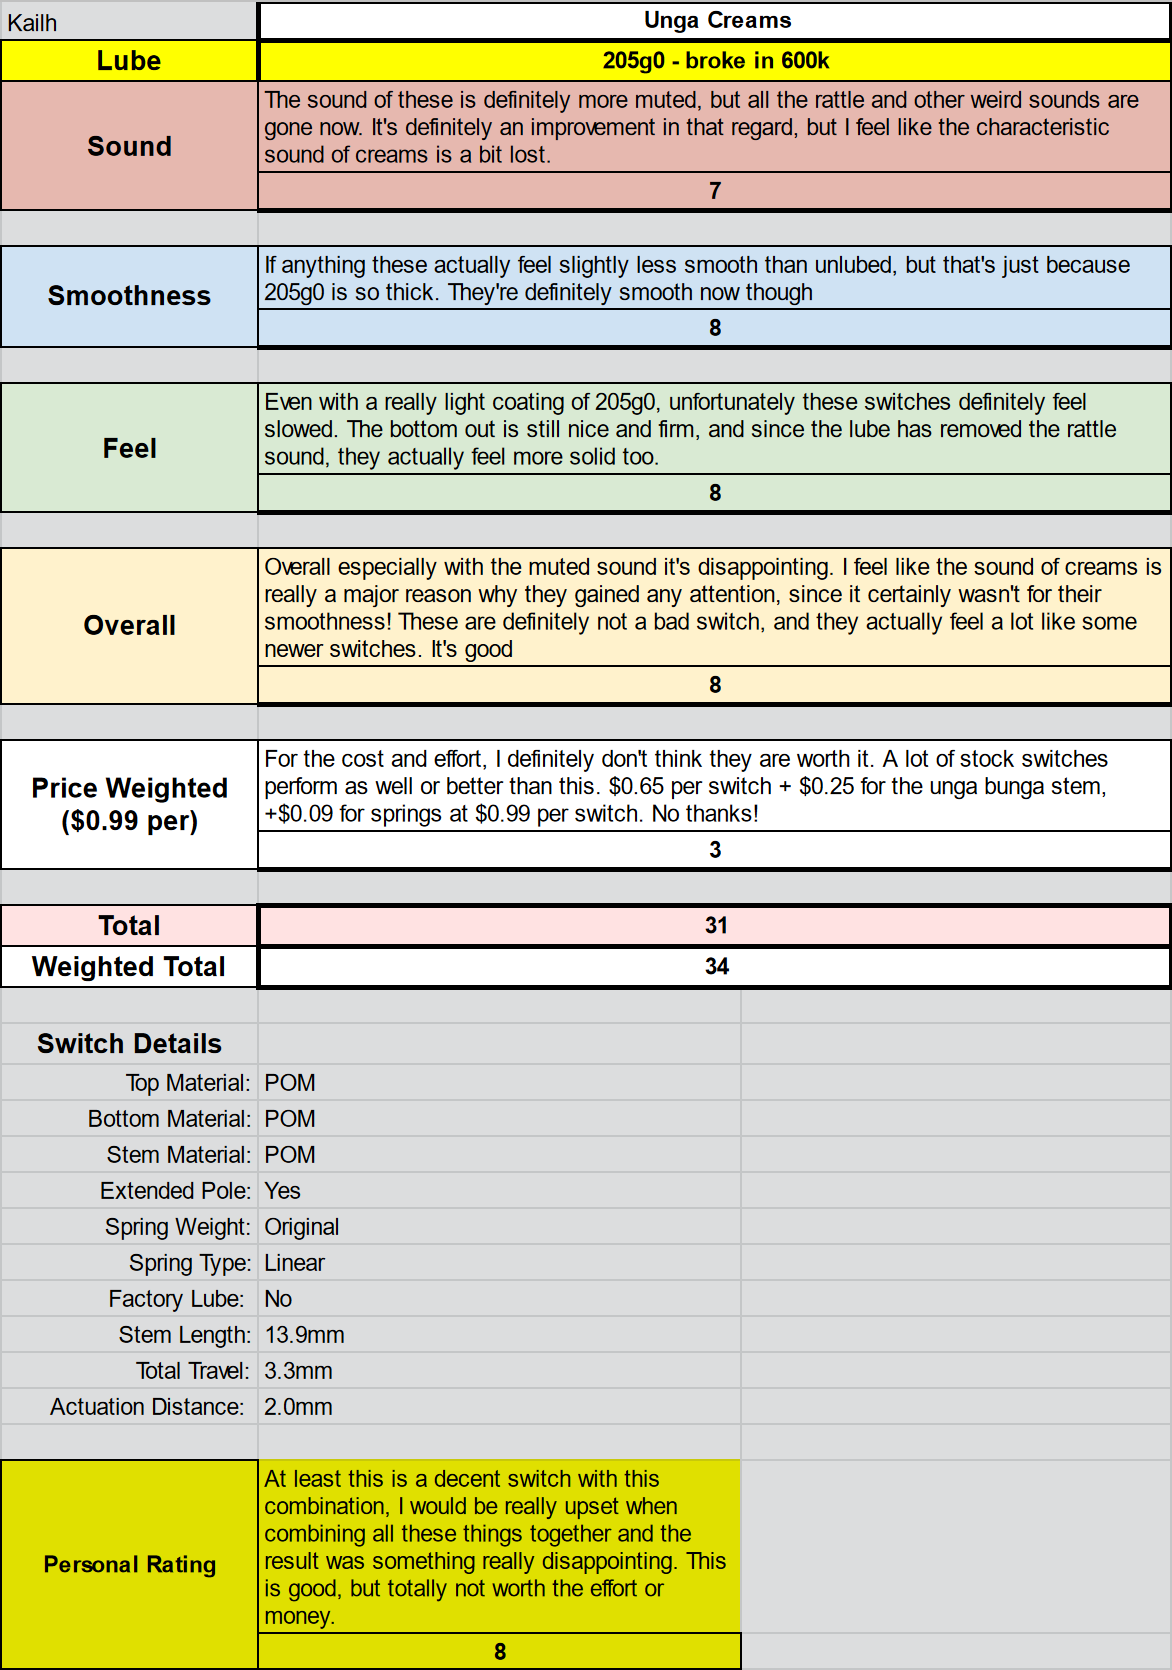 Kailh
Unga Creams
Lube
205g0 - broke in 600k
Sound
The sound of these is definitely more muted, but all the rattle and other weird sounds are
gone now. It's definitely an improvement in that regard, but I feel like the characteristic
sound of creams is a bit lost.
7
Smoothness
If anything these actually feel slightly less smooth than unlubed, but that's just because
205g0 is so thick. They're definitely smooth now though
8
Feel
Even with a really light coating of 205g0, unfortunately these switches definitely feel
slowed. The bottom out is still nice and firm, and since the lube has removed the rattle
sound, they actually feel more solid too.
8
Overall
Overall especially with the muted sound it's disappointing. I feel like the sound of creams is
really a major reason why they gained any attention, since it certainly wasn't for their
smoothness! These are definitely not a bad switch, and they actually feel a lot like some
newer switches. It's good
8
Price Weighted
($0.99 per)
For the cost and effort, I definitely don't think they are worth it. A lot of stock switches
perform as well or better than this. $0.65 per switch + $0.25 for the unga bunga stem,
+$0.09 for springs at $0.99 per switch. No thanks!
3
Total
31
Weighted Total
34
Switch Details
Top Material: POM
Bottom Material: POM
Stem Material: POM
Extended Pole: Yes
Spring Weight: Original
Spring Type: Linear
Factory Lube: No
Stem Length: 13.9mm
Total Travel: 3.3mm
Actuation Distance: 2.0mm
Personal Rating
At least this is a decent switch with this
combination, I would be really upset when
combining all these things together and the
result was something really disappointing. This
is good, but totally not worth the effort or
money.
8